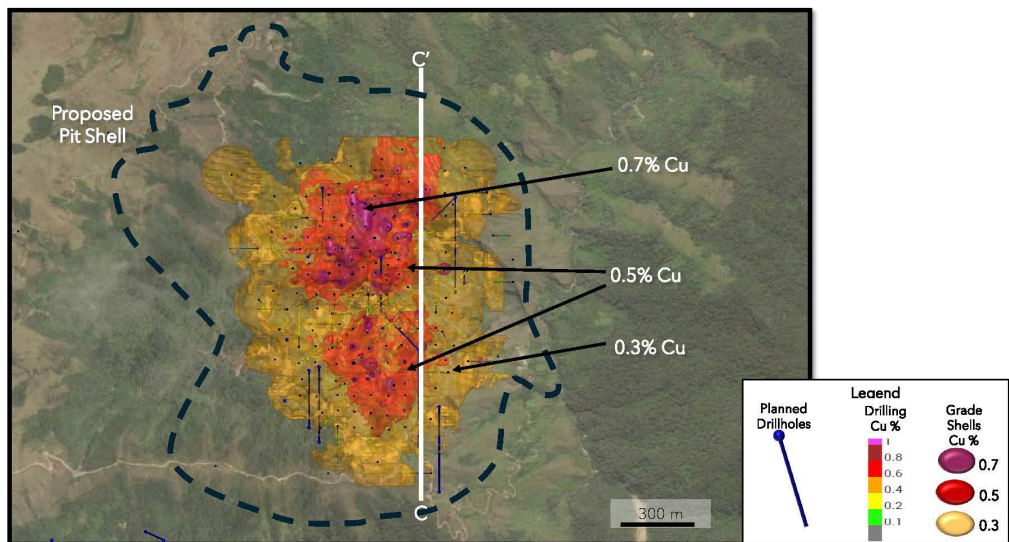 C'
Proposed
Pit Shell
0.7% Cu
0.5% Cu
0.3% Cu
C
300 m
Legend
Planned
Drillholes
Drilling
Cu %
1
0.8
0.6
0.4
0.2
0.1
Grade
Shells
Cu %
0.7
0.5
0.3